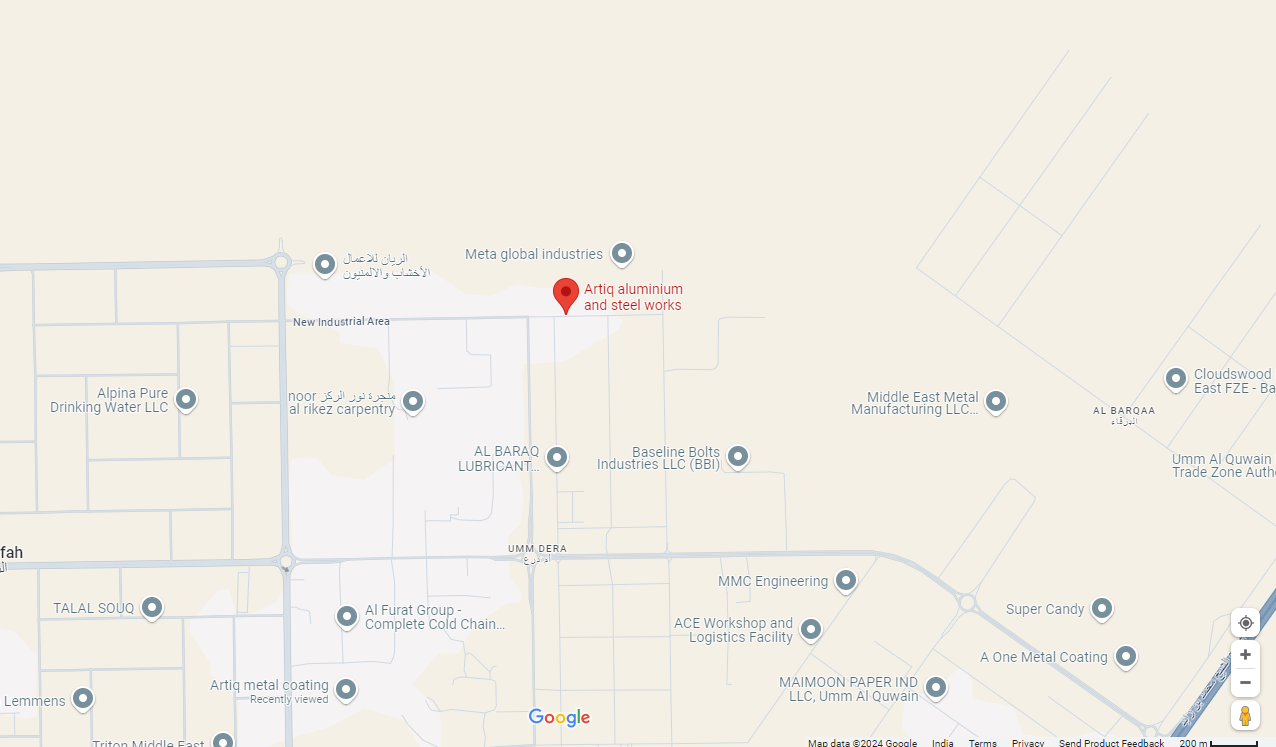 الريان للاعمال
الأخشاب والالمنيون
Meta global industries
Artiq aluminium
and steel works
New Industrial Area
Alpina Pure
Drinking Water LLC
noor منجرة نور الركز
al rikez carpentry
Middle East Metal
Manufacturing LLC...
Cloudswood
East FZE - Ba
AL BARQAA
AL BARAQ
LUBRICANT...
Baseline Bolts
Industries LLC (BBI)
Umm Al Quwain
Trade Zone Autho
fah
UMM DERA
أم درع
MMC Engineering
TALAL SOUQ
Al Furat Group -
Complete Cold Chain...
ACE Workshop and
Logistics Facility
Super Candy
A One Metal Coating
Lemmens
Artiq metal coating
Recently viewed
MAIMOON PAPER IND
LLC, Umm Al Quwain
Google
Triton Middle East
Map data ©2024 Google India Terms Privacy Send Product Feedback 200 m